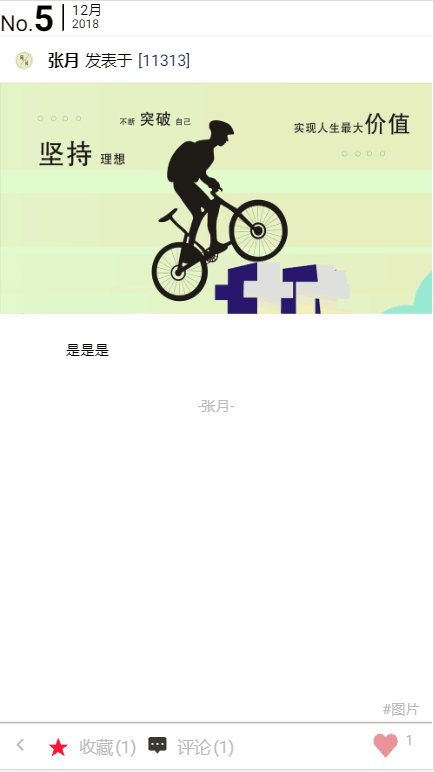 No.5 12月
2018
张月 发表于 [11313]
不断 突破 自己
实现人生最大价值
坚持 理想
是是是
-张月-
#图片
收藏(1) 评论(1) 1